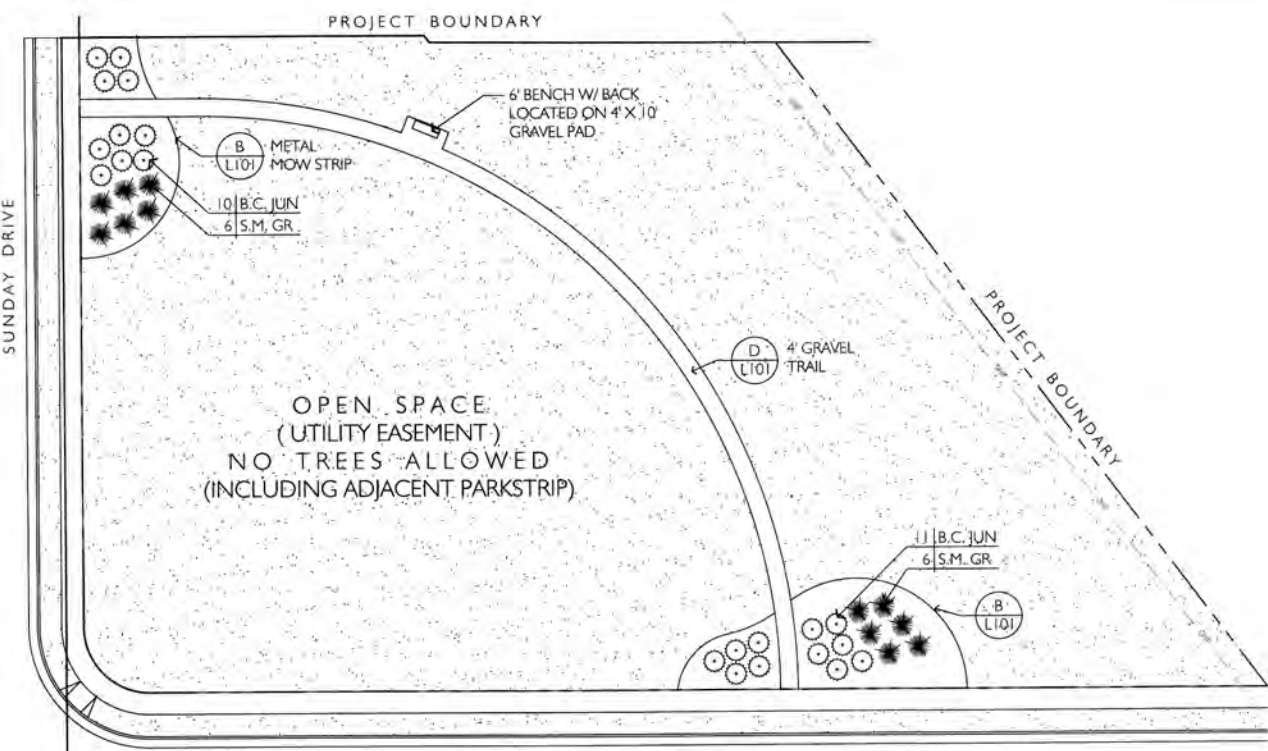 PROJECT BOUNDARY
6' BENCH W/ BACK
LOCATED ON 4' X 10'
GRAVEL PAD
B
L101
METAL
MOW STRIP
10 B.C. JUN
6 S.M. GR
SUNDAY DRIVE
D
L101
4' GRAVEL
TRAIL
PROJECT BOUNDARY
OPEN SPACE
( UTILITY EASEMENT )
NO TREES ALLOWED
(INCLUDING ADJACENT PARKSTRIP)
11 B.C. JUN
6 S.M. GR
B
L101